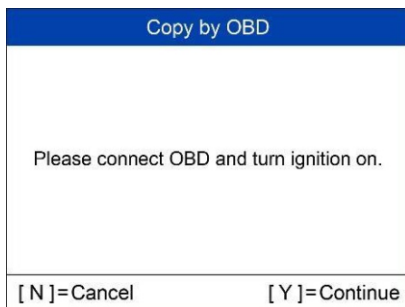 Copy by OBD
Please connect OBD and turn ignition on.
[ N ]=Cancel [ Y ]=Continue